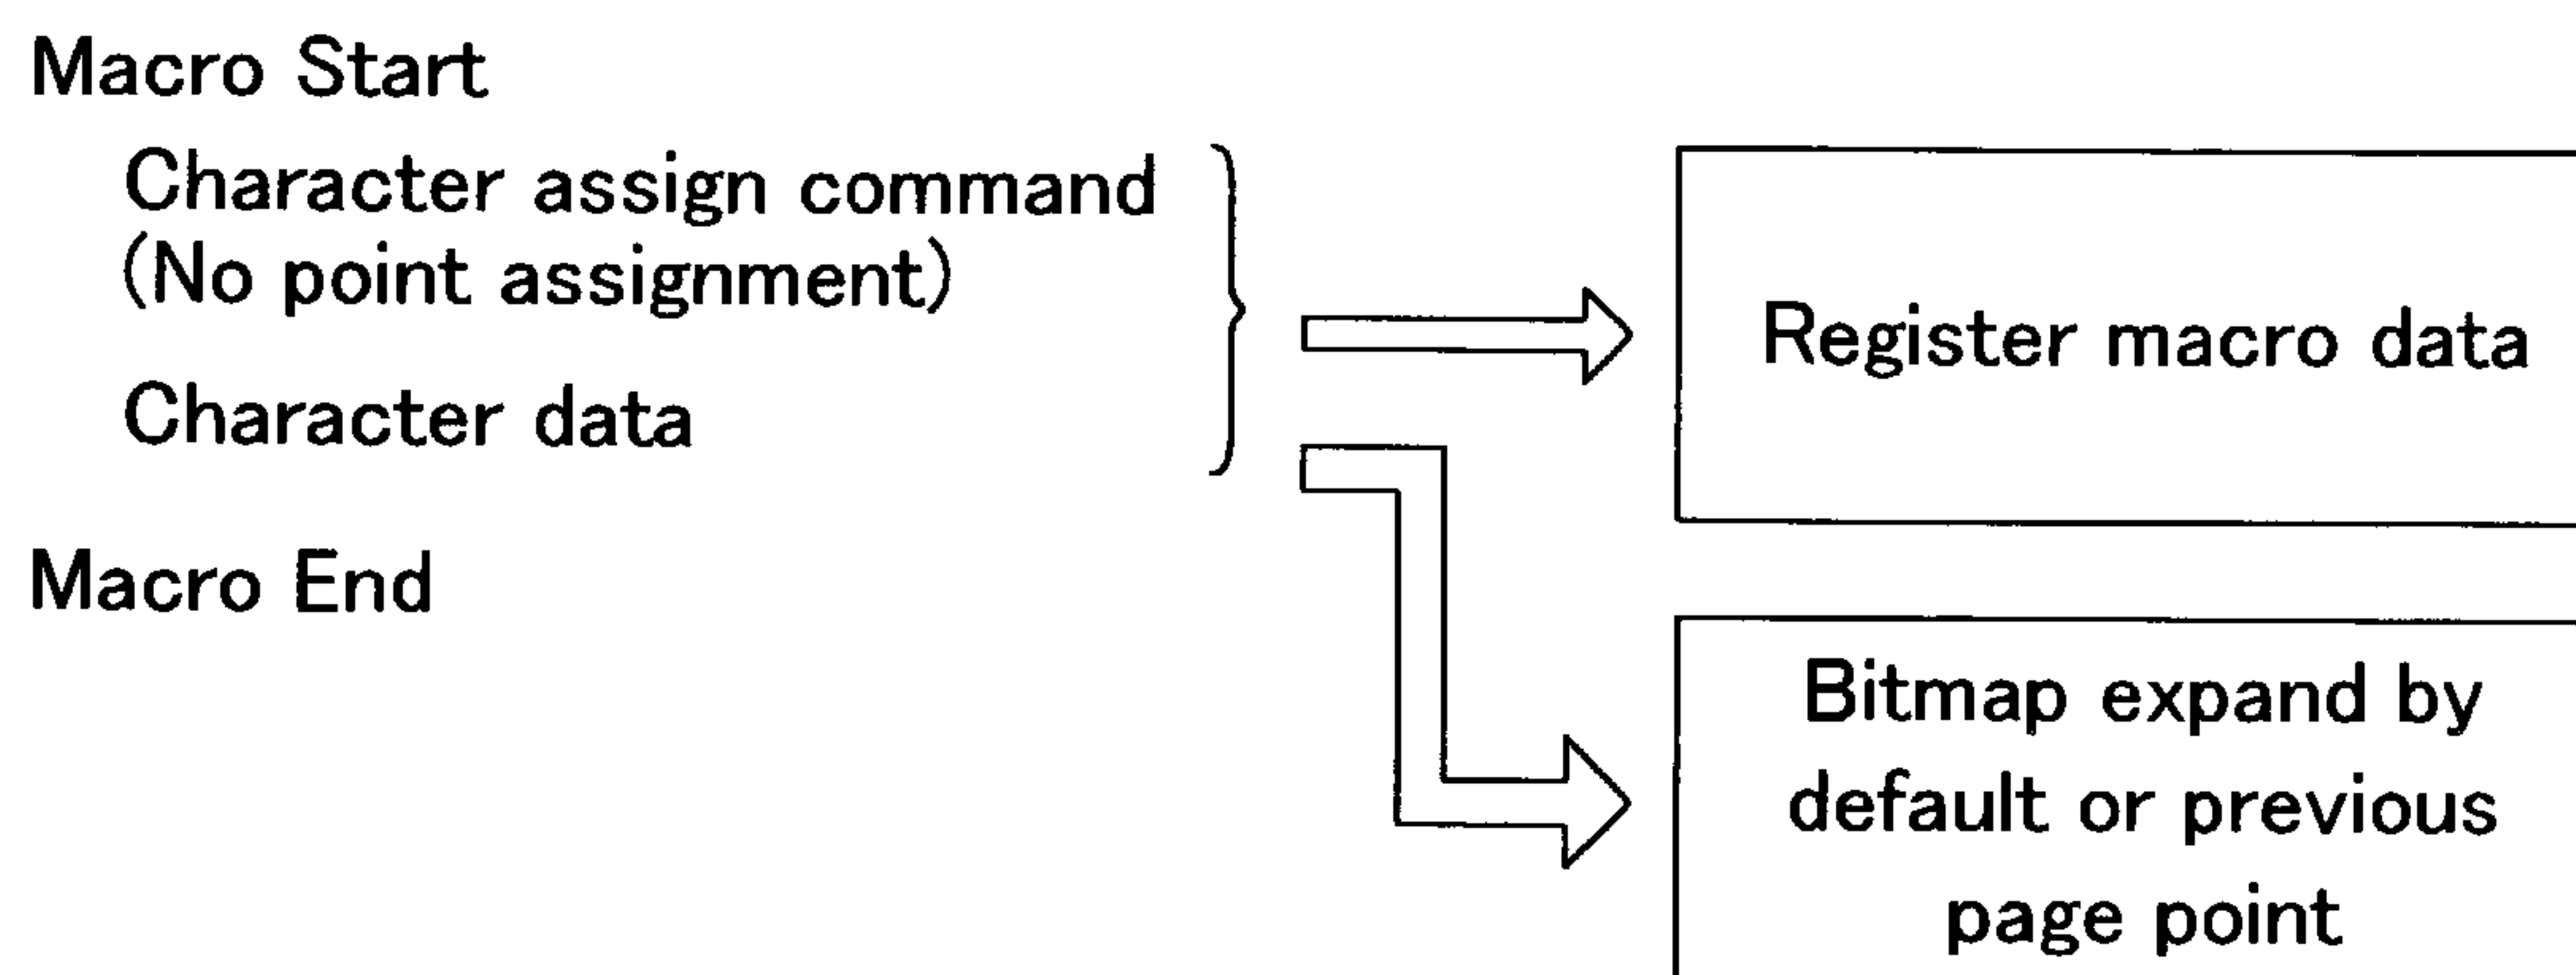 Macro Start
Character assign command
(No point assignment)
Character data
Macro End
Register macro data
Bitmap expand by
default or previous
page point